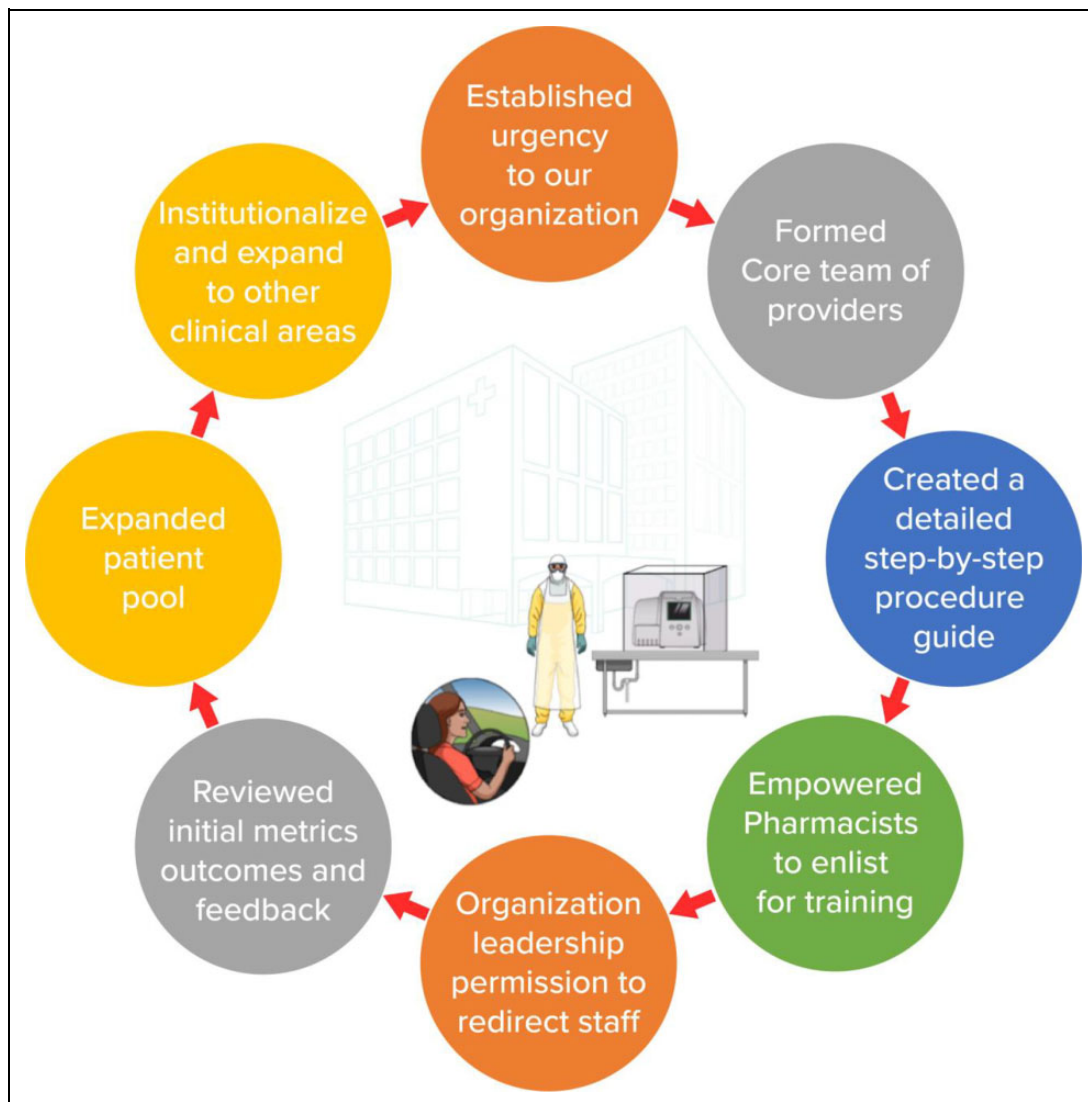 Established
urgency
to our
organization
Formed
Core team of
providers
Created a
detailed
step-by-step
procedure
guide
Empowered
Pharmacists
to enlist
for training
Organization
leadership
permission to
redirect staff
Reviewed
initial metrics
outcomes and
feedback
Expanded
patient
pool
Institutionalize
and expand
to other
clinical areas